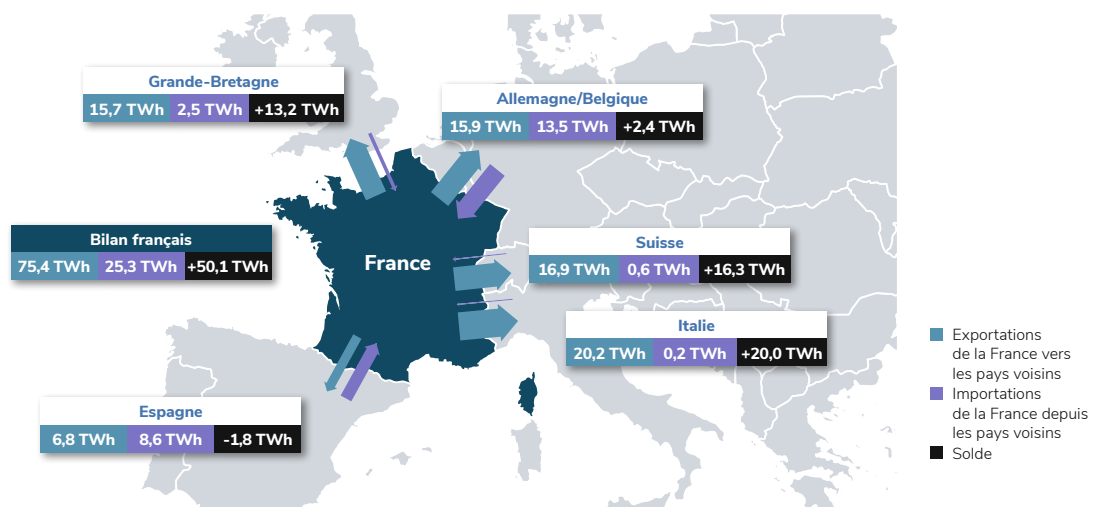 Grande-Bretagne
15,7 TWh 2,5 TWh +13,2 TWh
Allemagne/Belgique
15,9 TWh 13,5 TWh +2,4 TWh
Bilan français
75,4 TWh 25,3 TWh +50,1 TWh
France
Suisse
16,9 TWh 0,6 TWh +16,3 TWh
Italie
20,2 TWh 0,2 TWh +20,0 TWh
Espagne
6,8 TWh 8,6 TWh -1,8 TWh
Exportations
de la France vers
les pays voisins
Importations
de la France depuis
les pays voisins
Solde